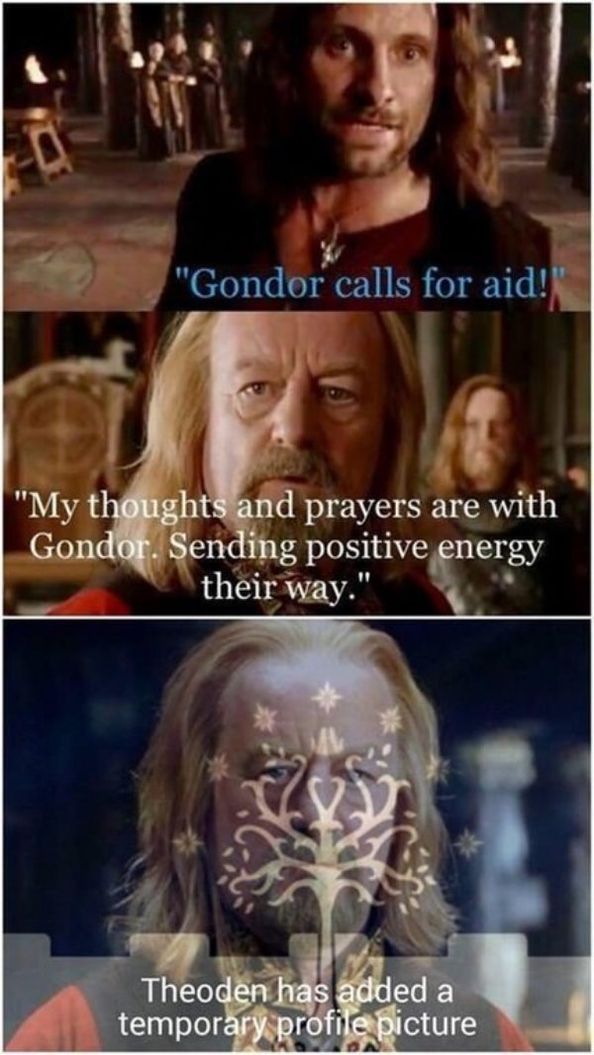 "Gondor calls for aid!"
"My thoughts and prayers are with
Gondor. Sending positive energy
their way."
Theoden has added a
temporary profile picture